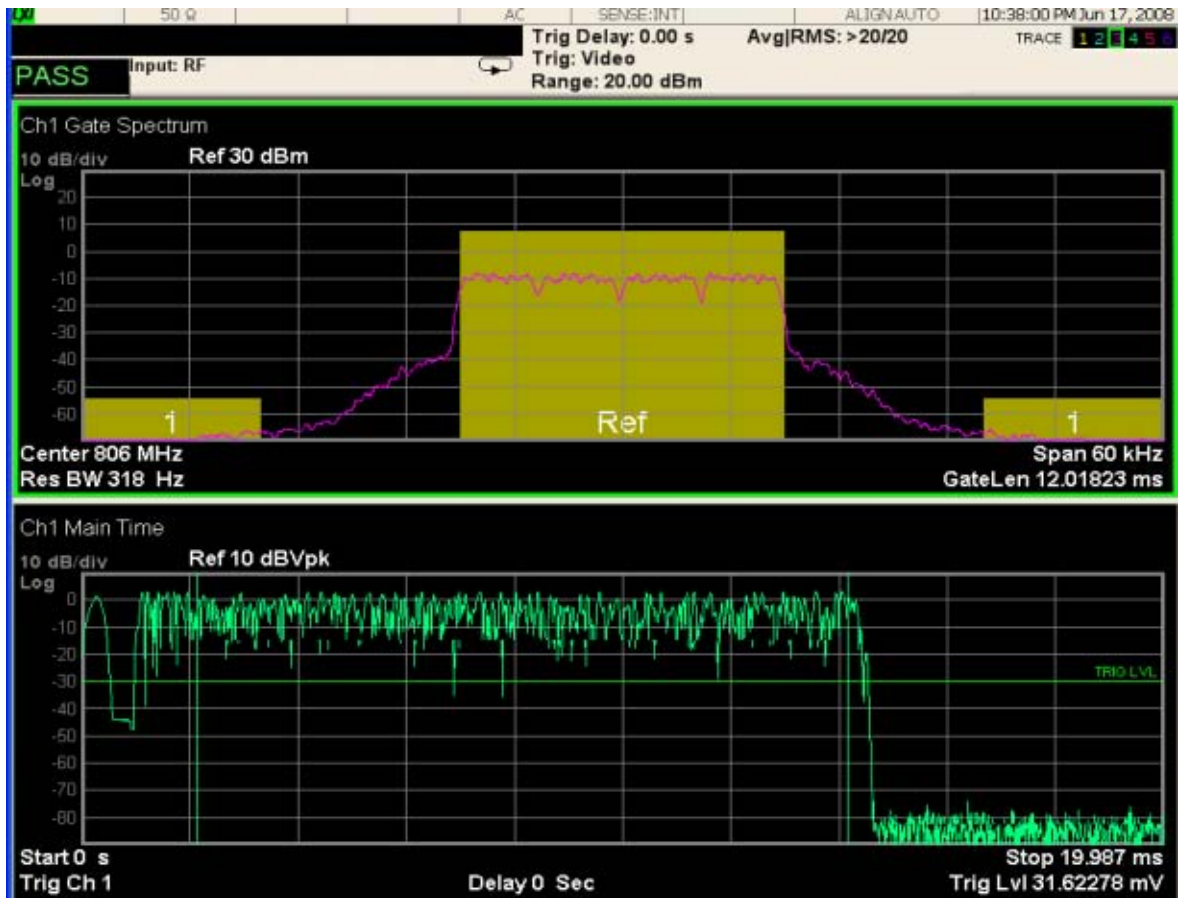 50 Ω AC SENSE:INT ALIGN AUTO 10:38:00 PM Jun 17, 2008
Trig Delay: 0.00 s Avg|RMS: >20/20 TRACE 1 2 3 4 5 6
PASS Input: RF Trig: Video
Range: 20.00 dBm
Ch1 Gate Spectrum
10 dB/div Ref 30 dBm
Log
20
10
0
-10
-20
-30
-40
-50
-60
1 Ref 1
Center 806 MHz Span 60 kHz
Res BW 318 Hz GateLen 12.01823 ms
Ch1 Main Time
10 dB/div Ref 10 dBVpk
Log
0
-10
-20
-30 TRIG LVL
-40
-50
-60
-70
-80
Start 0 s Stop 19.987 ms
Trig Ch 1 Delay 0 Sec Trig Lvl 31.62278 mV